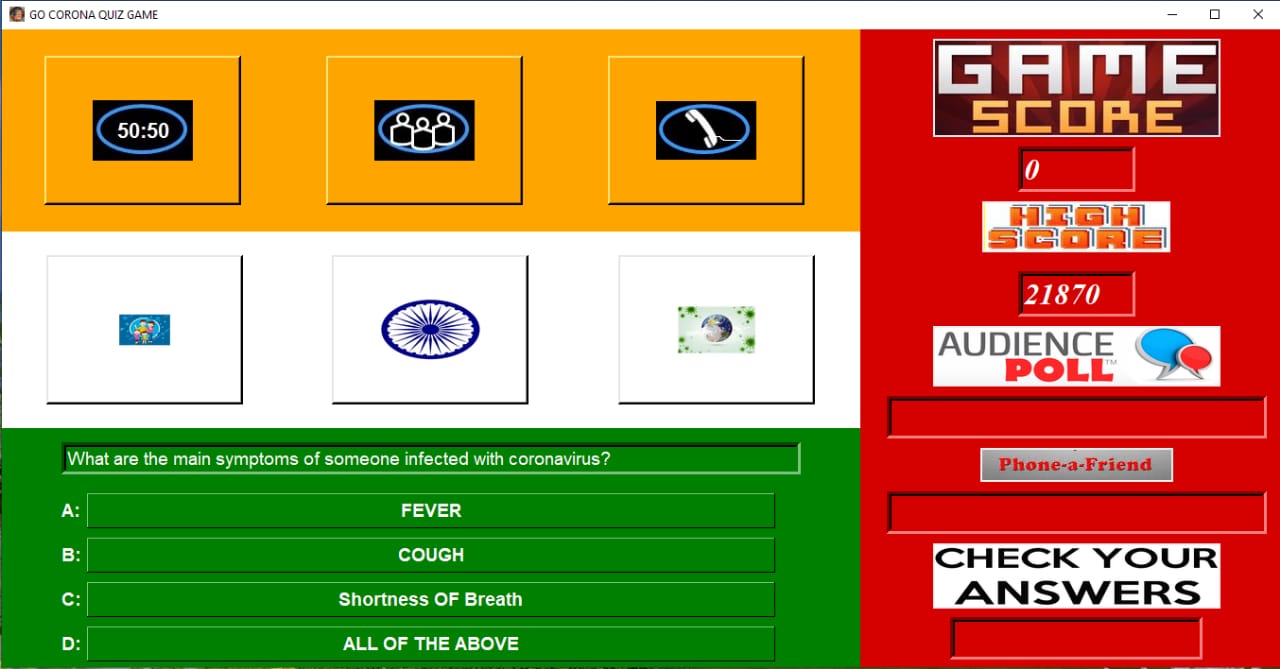 GO CORONA QUIZ GAME
50:50
What are the main symptoms of someone infected with coronavirus?
A: FEVER
B: COUGH
C: Shortness OF Breath
D: ALL OF THE ABOVE
GAME
SCORE
0
HIGH
SCORE
21870
AUDIENCE
POLL™
Phone-a-Friend
CHECK YOUR
ANSWERS